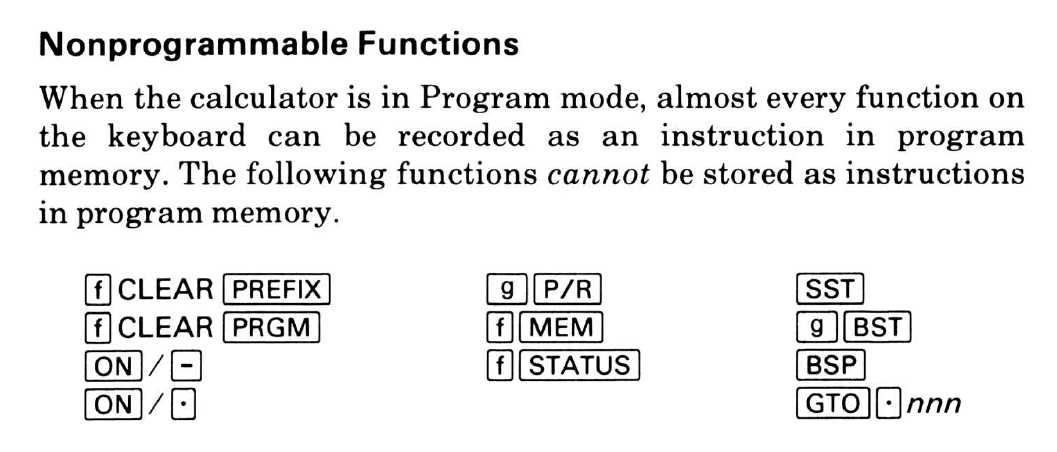 Nonprogrammable Functions
When the calculator is in Program mode, almost every function on
the keyboard can be recorded as an instruction in program
memory. The following functions cannot be stored as instructions
in program memory.
f CLEAR PREFIX
f CLEAR PRGM
ON / -
ON / ·
g P/R
f MEM
f STATUS
SST
g BST
BSP
GTO · nnn